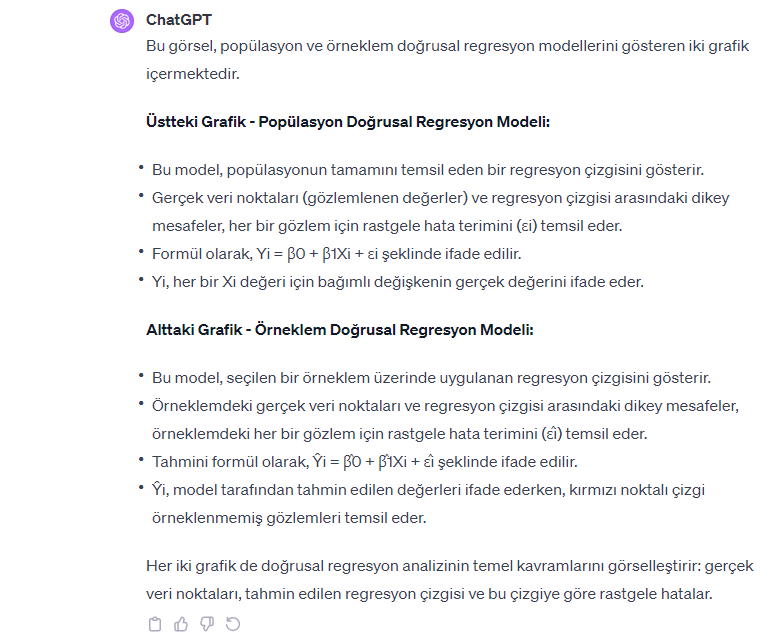 ChatGPT
Bu görsel, popülasyon ve örneklem doğrusal regresyon modellerini gösteren iki grafik
içermektedir.
Üstteki Grafik - Popülasyon Doğrusal Regresyon Modeli:
• Bu model, popülasyonun tamamını temsil eden bir regresyon çizgisini gösterir.
• Gerçek veri noktaları (gözlemlenen değerler) ve regresyon çizgisi arasındaki dikey
mesafeler, her bir gözlem için rastgele hata terimini (εi) temsil eder.
• Formül olarak, Yi = β0 + β1Xi + εi şeklinde ifade edilir.
• Yi, her bir Xi değeri için bağımlı değişkenin gerçek değerini ifade eder.
Alttaki Grafik - Örneklem Doğrusal Regresyon Modeli:
• Bu model, seçilen bir örneklem üzerinde uygulanan regresyon çizgisini gösterir.
• Örneklemdeki gerçek veri noktaları ve regresyon çizgisi arasındaki dikey mesafeler,
örneklemdeki her bir gözlem için rastgele hata terimini (εî) temsil eder.
• Tahmini formül olarak, Ŷi = β̂0 + β̂1Xi + εî şeklinde ifade edilir.
• Ŷi, model tarafından tahmin edilen değerleri ifade ederken, kırmızı noktalı çizgi
örneklenmemiş gözlemleri temsil eder.
Her iki grafik de doğrusal regresyon analizinin temel kavramlarını görselleştirir: gerçek
veri noktaları, tahmin edilen regresyon çizgisi ve bu çizgiye göre rastgele hatalar.